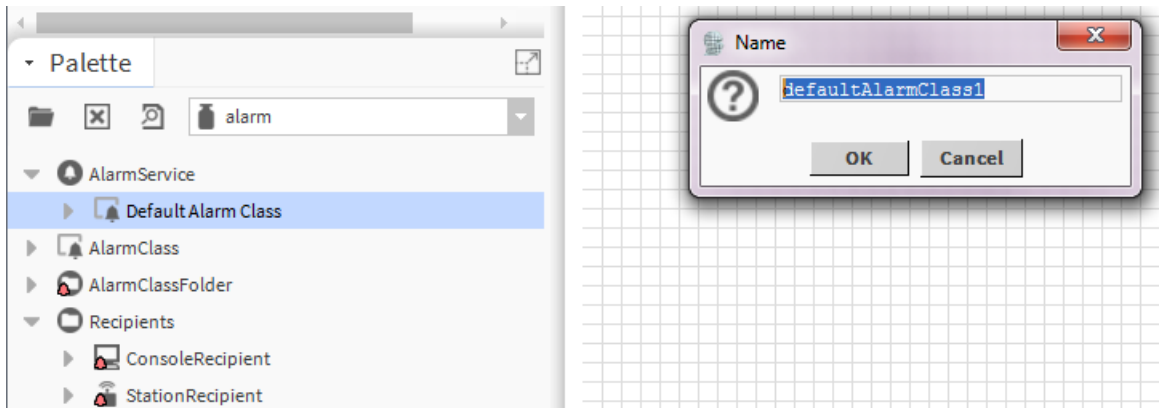 Palette
alarm
AlarmService
Default Alarm Class
AlarmClass
AlarmClassFolder
Recipients
ConsoleRecipient
StationRecipient
Name
defaultAlarmClass1
OK Cancel